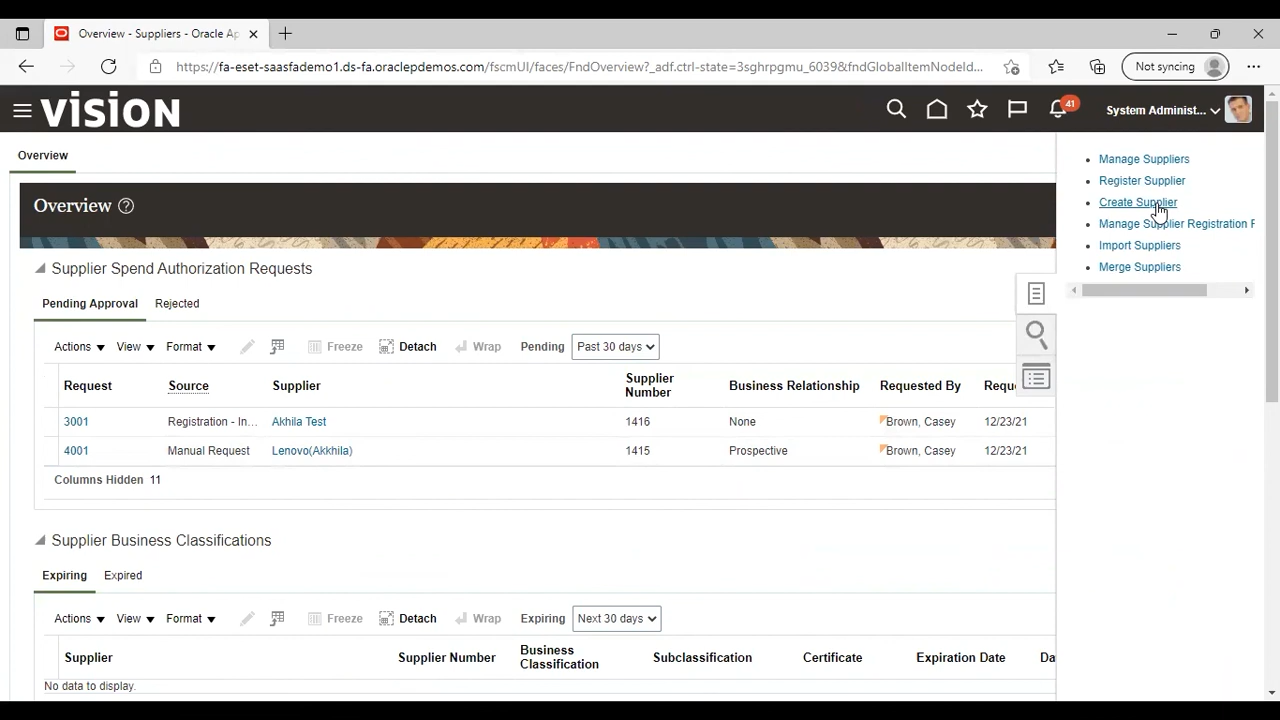 Overview - Suppliers - Oracle Ap
https://fa-eset-saasfademo1.ds-fa.oraclepdemos.com/fscmUI/faces/FndOverview?_adf.ctrl-state=3sghrpgmu_6039&fndGlobalItemNodeId...
Not syncing
vision
41
System Administ...
Overview
Manage Suppliers
Register Supplier
Create Supplier
Manage Supplier Registration R
Import Suppliers
Merge Suppliers
Overview
Supplier Spend Authorization Requests
Pending Approval Rejected
Actions View Format Freeze Detach Wrap Pending Past 30 days
Request Source Supplier Supplier Number Business Relationship Requested By Reque
3001 Registration - In... Akhila Test 1416 None Brown, Casey 12/23/21
4001 Manual Request Lenovo(Akkhila) 1415 Prospective Brown, Casey 12/23/21
Columns Hidden 11
Supplier Business Classifications
Expiring Expired
Actions View Format Freeze Detach Wrap Expiring Next 30 days
Supplier Supplier Number Business Classification Subclassification Certificate Expiration Date Da
No data to display.